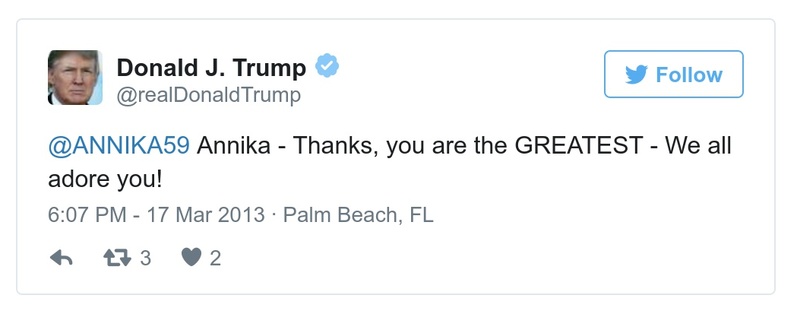 Donald J. Trump
@realDonaldTrump
Follow
@ANNIKA59 Annika - Thanks, you are the GREATEST - We all
adore you!
6:07 PM - 17 Mar 2013 · Palm Beach, FL
3 2